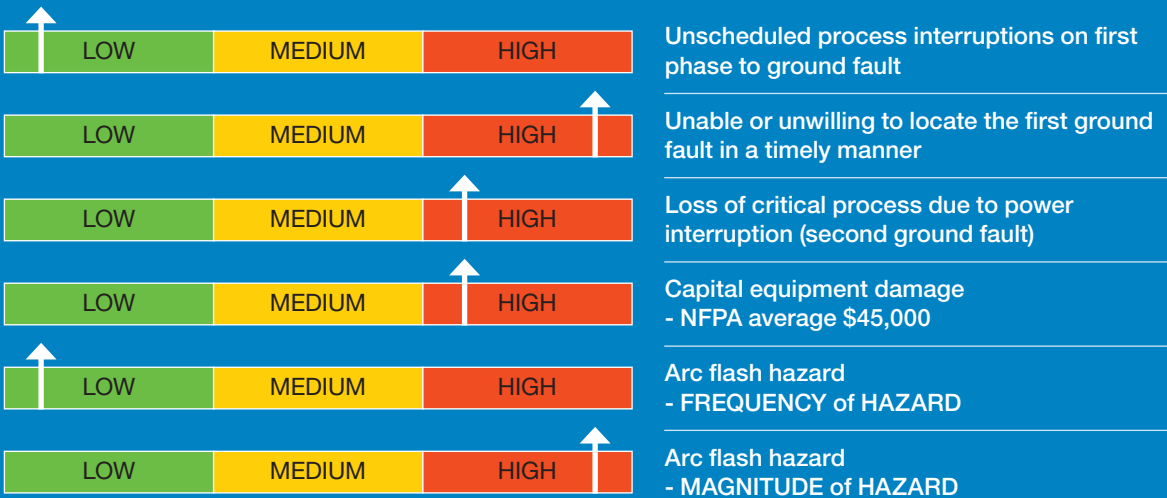 LOW MEDIUM HIGH
Unscheduled process interruptions on first
phase to ground fault
LOW MEDIUM HIGH
Unable or unwilling to locate the first ground
fault in a timely manner
LOW MEDIUM HIGH
Loss of critical process due to power
interruption (second ground fault)
LOW MEDIUM HIGH
Capital equipment damage
- NFPA average $45,000
LOW MEDIUM HIGH
Arc flash hazard
- FREQUENCY of HAZARD
LOW MEDIUM HIGH
Arc flash hazard
- MAGNITUDE of HAZARD